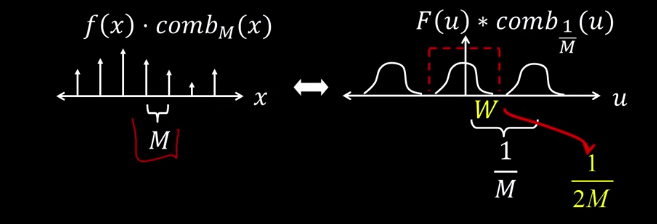 f(x) · comb_M(x)
x
M
F(u) * comb_{1/M}(u)
u
W
1/M
1/2M